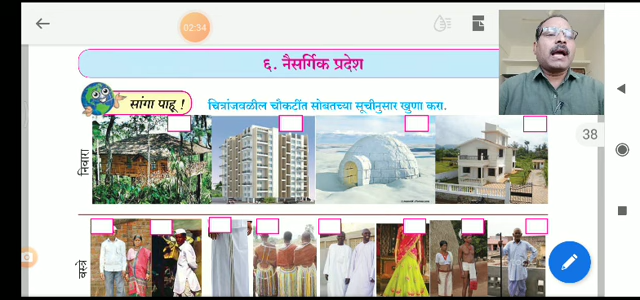 02:34
६. नैसर्गिक प्रदेश
सांगा पाहू !
चित्रांजवळील चौकटींत सोबतच्या सूचीनुसार खुणा करा.
38
निवारा
वस्त्रे